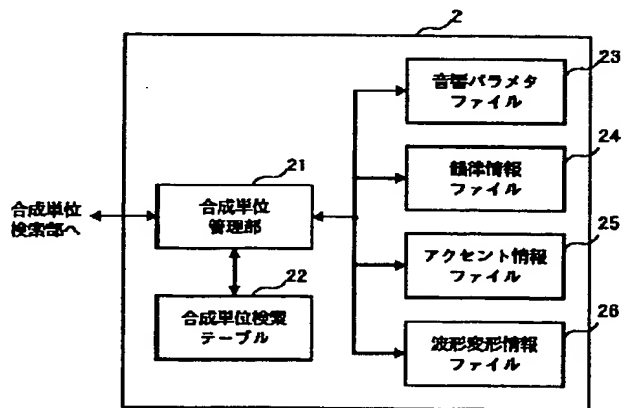 2
23
音響パラメタ
ファイル
24
韻律情報
ファイル
21
合成単位
管理部
合成単位
検索部へ
25
アクセント情報
ファイル
22
合成単位検索
テーブル
26
波形変形情報
ファイル